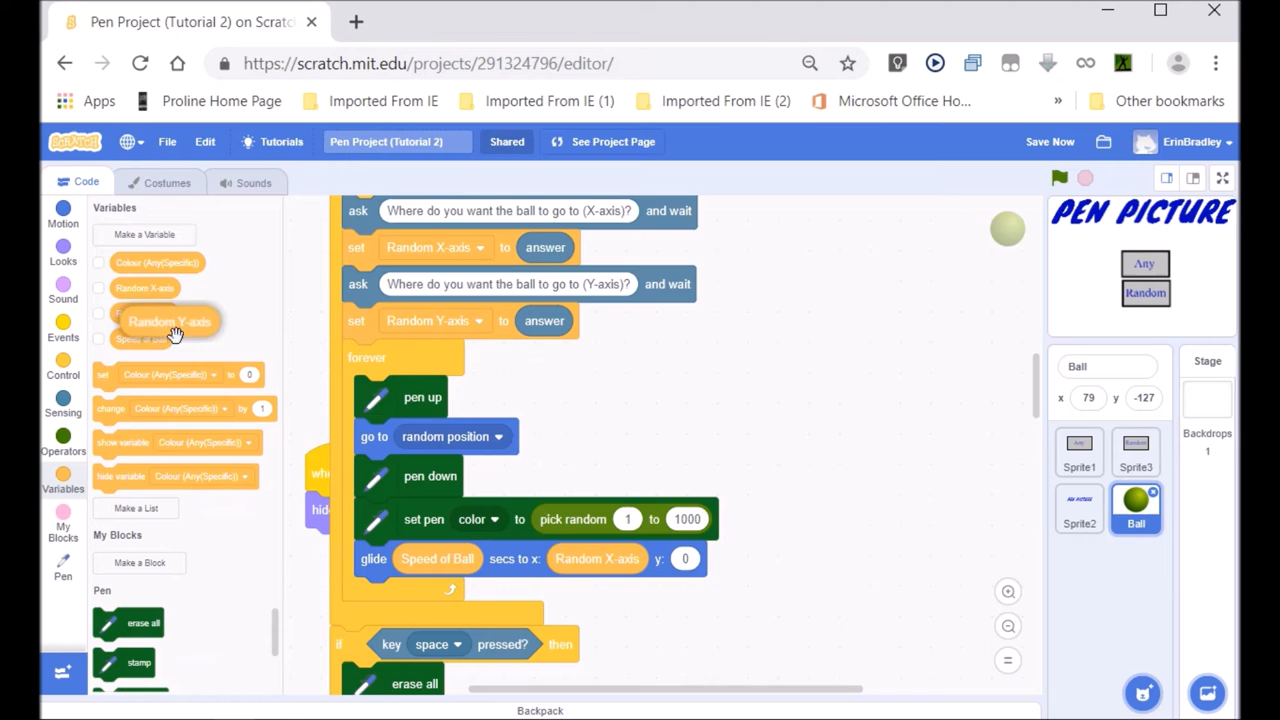 Pen Project (Tutorial 2) on Scratc
https://scratch.mit.edu/projects/291324796/editor/
Apps Proline Home Page Imported From IE Imported From IE (1) Imported From IE (2) Microsoft Office Ho... » Other bookmarks
SCRATCH File Edit Tutorials Pen Project (Tutorial 2) Shared See Project Page Save Now ErinBradley
Code Costumes Sounds
Motion
Looks
Sound
Events
Control
Sensing
Operators
Variables
My
Blocks
Pen
Variables
Make a Variable
Colour (Any(Specific))
Random X-axis
Random Y-axis
set Colour (Any(Specific)) to 0
change Colour (Any(Specific)) by 1
show variable Colour (Any(Specific))
hide variable Colour (Any(Specific))
Make a List
My Blocks
Make a Block
Pen
erase all
stamp
ask Where do you want the ball to go to (X-axis)? and wait
set Random X-axis to answer
ask Where do you want the ball to go to (Y-axis)? and wait
set Random Y-axis to answer
forever
pen up
go to random position
pen down
set pen color to pick random 1 to 1000
glide Speed of Ball secs to x: Random X-axis y: 0
if key space pressed? then
erase all
PEN PICTURE
Any
Random
Ball
x 79 y -127
Any
Sprite1
Random
Sprite3
PEN PICTURE
Sprite2
Ball
Stage
Backdrops
1
Backpack